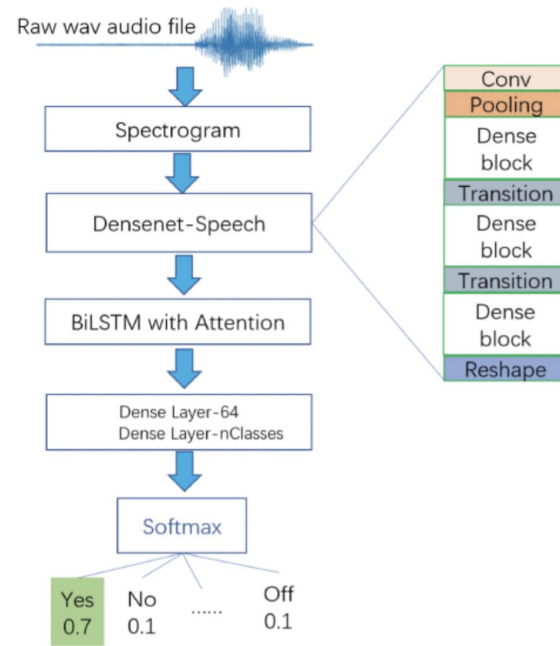 Raw wav audio file
Spectrogram
Densenet-Speech
BiLSTM with Attention
Dense Layer-64
Dense Layer-nClasses
Softmax
Yes
0.7
No
0.1
......
Off
0.1
Conv
Pooling
Dense
block
Transition
Dense
block
Transition
Dense
block
Reshape